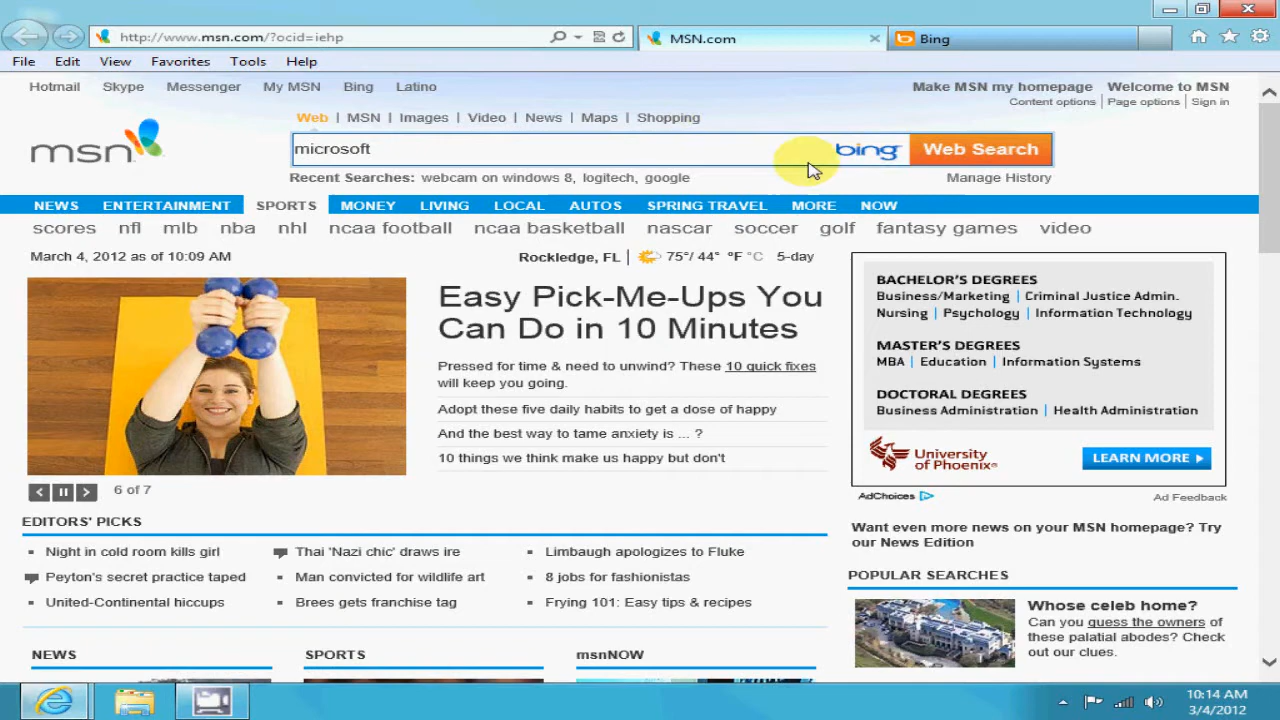 http://www.msn.com/?ocid=iehp
MSN.com
Bing
File Edit View Favorites Tools Help
Hotmail Skype Messenger My MSN Bing Latino
Make MSN my homepage Welcome to MSN
Content options | Page options | Sign in
Web | MSN | Images | Video | News | Maps | Shopping
msn
microsoft
bing
Web Search
Recent Searches: webcam on windows 8, logitech, google
Manage History
NEWS ENTERTAINMENT SPORTS MONEY LIVING LOCAL AUTOS SPRING TRAVEL MORE NOW
scores nfl mlb nba nhl ncaa football ncaa basketball nascar soccer golf fantasy games video
March 4, 2012 as of 10:09 AM
Rockledge, FL | 75°/ 44° °F °C 5-day
Easy Pick-Me-Ups You
Can Do in 10 Minutes
Pressed for time & need to unwind? These 10 quick fixes
will keep you going.
Adopt these five daily habits to get a dose of happy
And the best way to tame anxiety is ... ?
10 things we think make us happy but don't
6 of 7
BACHELOR'S DEGREES
Business/Marketing | Criminal Justice Admin.
Nursing | Psychology | Information Technology
MASTER'S DEGREES
MBA | Education | Information Systems
DOCTORAL DEGREES
Business Administration | Health Administration
University
of Phoenix®
LEARN MORE
AdChoices
Ad Feedback
EDITORS' PICKS
Night in cold room kills girl
Peyton's secret practice taped
United-Continental hiccups
Thai 'Nazi chic' draws ire
Man convicted for wildlife art
Brees gets franchise tag
Limbaugh apologizes to Fluke
8 jobs for fashionistas
Frying 101: Easy tips & recipes
Want even more news on your MSN homepage? Try
our News Edition
POPULAR SEARCHES
Whose celeb home?
Can you guess the owners of
these palatial abodes? Check
out our clues.
NEWS
SPORTS
msnNOW
10:14 AM
3/4/2012